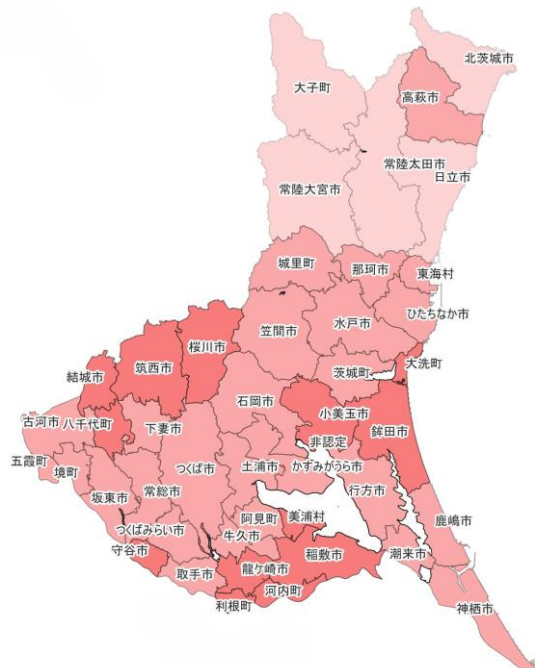 北茨城市
大子町
高萩市
常陸太田市
日立市
常陸大宮市
城里町
那珂市
東海村
ひたちなか市
笠間市
水戸市
桜川市
筑西市
茨城町
大洗町
結城市
石岡市
小美玉市
古河市
八千代町
下妻市
非認定
鉾田市
五霞町
境町
つくば市
土浦市
かすみがうら市
坂東市
常総市
行方市
阿見町
美浦村
鹿嶋市
つくばみらい市
牛久市
守谷市
稲敷市
潮来市
取手市
龍ケ崎市
河内町
利根町
神栖市